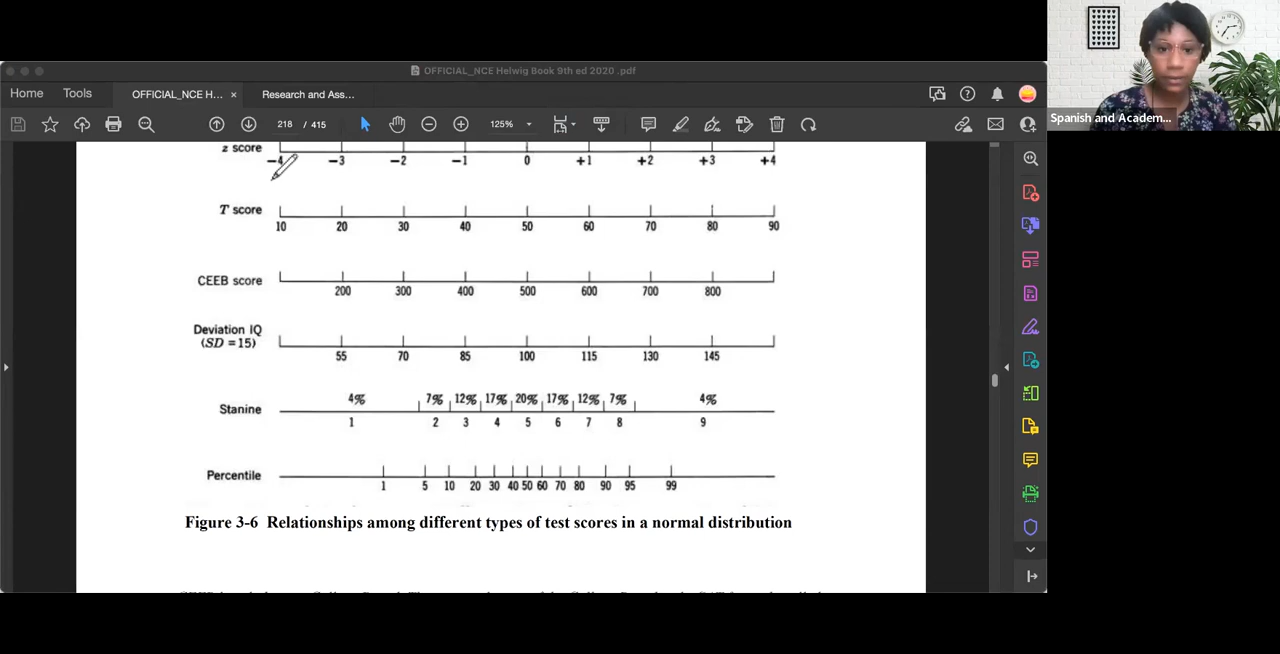 OFFICIAL_NCE Helwig Book 9th ed 2020 .pdf
Home Tools OFFICIAL_NCE H... × Research and Ass...
218 / 415 125%
Spanish and Academ...
z score
−4 −3 −2 −1 0 +1 +2 +3 +4
T score
10 20 30 40 50 60 70 80 90
CEEB score
200 300 400 500 600 700 800
Deviation IQ
(SD = 15)
55 70 85 100 115 130 145
4% 7% 12% 17% 20% 17% 12% 7% 4%
Stanine
1 2 3 4 5 6 7 8 9
Percentile
1 5 10 20 30 40 50 60 70 80 90 95 99
Figure 3-6 Relationships among different types of test scores in a normal distribution